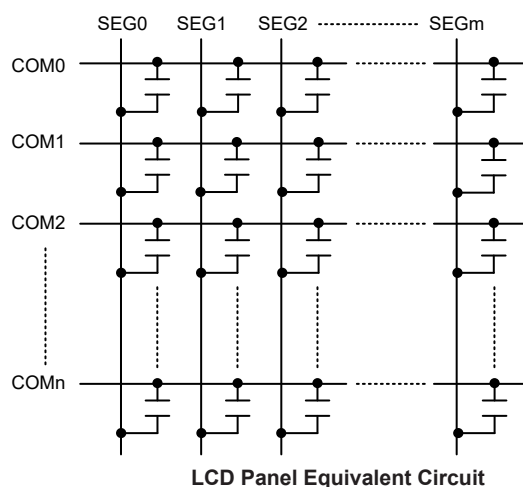 SEG0 SEG1 SEG2 SEGm
COM0
COM1
COM2
COMn
LCD Panel Equivalent Circuit